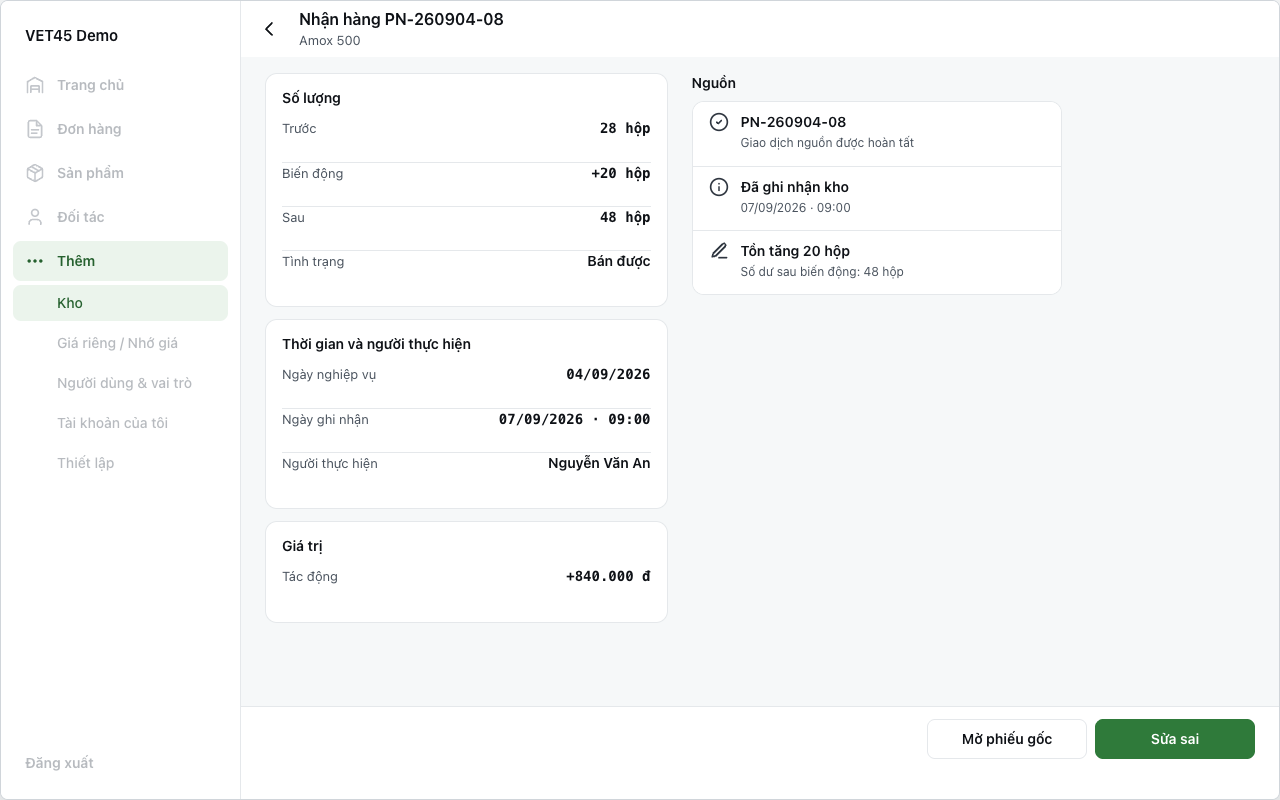 VET45 Demo
Trang chủ
Đơn hàng
Sản phẩm
Đối tác
Thêm
Kho
Giá riêng / Nhớ giá
Người dùng & vai trò
Tài khoản của tôi
Thiết lập
Đăng xuất
Nhận hàng PN-260904-08
Amox 500
Số lượng
Trước 28 hộp
Biến động +20 hộp
Sau 48 hộp
Tình trạng Bán được
Thời gian và người thực hiện
Ngày nghiệp vụ 04/09/2026
Ngày ghi nhận 07/09/2026 · 09:00
Người thực hiện Nguyễn Văn An
Giá trị
Tác động +840.000 đ
Nguồn
PN-260904-08
Giao dịch nguồn được hoàn tất
Đã ghi nhận kho
07/09/2026 · 09:00
Tồn tăng 20 hộp
Số dư sau biến động: 48 hộp
Mở phiếu gốc
Sửa sai